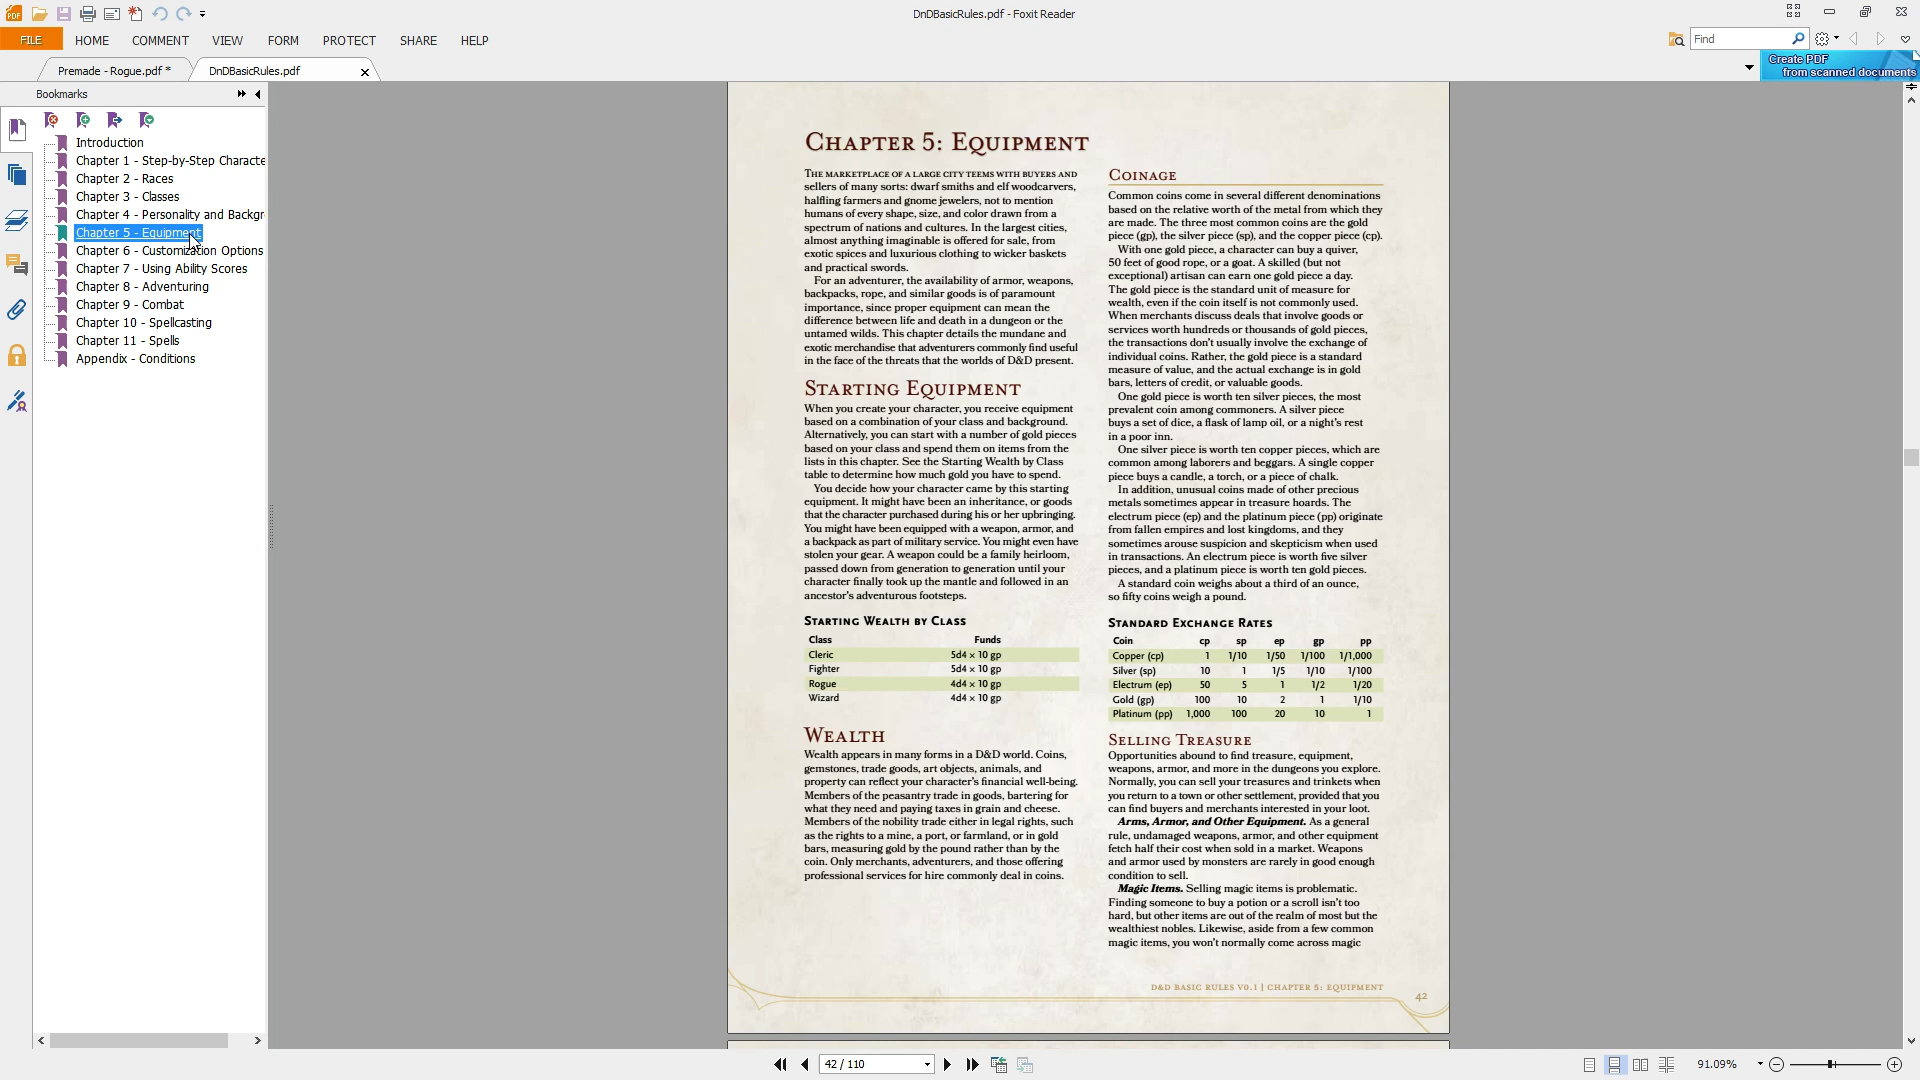 DnDBasicRules.pdf - Foxit Reader
FILE
HOME
COMMENT
VIEW
FORM
PROTECT
SHARE
HELP
Find
Premade - Rogue.pdf *
DnDBasicRules.pdf
Create PDF
from scanned documents
Bookmarks
Introduction
Chapter 1 - Step-by-Step Characte
Chapter 2 - Races
Chapter 3 - Classes
Chapter 4 - Personality and Backgr
Chapter 5 - Equipment
Chapter 6 - Customization Options
Chapter 7 - Using Ability Scores
Chapter 8 - Adventuring
Chapter 9 - Combat
Chapter 10 - Spellcasting
Chapter 11 - Spells
Appendix - Conditions
Chapter 5: Equipment
The marketplace of a large city teems with buyers and
sellers of many sorts: dwarf smiths and elf woodcarvers,
halfling farmers and gnome jewelers, not to mention
humans of every shape, size, and color drawn from a
spectrum of nations and cultures. In the largest cities,
almost anything imaginable is offered for sale, from
exotic spices and luxurious clothing to wicker baskets
and practical swords.
For an adventurer, the availability of armor, weapons,
backpacks, rope, and similar goods is of paramount
importance, since proper equipment can mean the
difference between life and death in a dungeon or the
untamed wilds. This chapter details the mundane and
exotic merchandise that adventurers commonly find useful
in the face of the threats that the worlds of D&D present.
Starting Equipment
When you create your character, you receive equipment
based on a combination of your class and background.
Alternatively, you can start with a number of gold pieces
based on your class and spend them on items from the
lists in this chapter. See the Starting Wealth by Class
table to determine how much gold you have to spend.
You decide how your character came by this starting
equipment. It might have been an inheritance, or goods
that the character purchased during his or her upbringing.
You might have been equipped with a weapon, armor, and
a backpack as part of military service. You might even have
stolen your gear. A weapon could be a family heirloom,
passed down from generation to generation until your
character finally took up the mantle and followed in an
ancestor's adventurous footsteps.
Starting Wealth by Class
Class Funds
Cleric 5d4 × 10 gp
Fighter 5d4 × 10 gp
Rogue 4d4 × 10 gp
Wizard 4d4 × 10 gp
Wealth
Wealth appears in many forms in a D&D world. Coins,
gemstones, trade goods, art objects, animals, and
property can reflect your character's financial well-being.
Members of the peasantry trade in goods, bartering for
what they need and paying taxes in grain and cheese.
Members of the nobility trade either in legal rights, such
as the rights to a mine, a port, or farmland, or in gold
bars, measuring gold by the pound rather than by the
coin. Only merchants, adventurers, and those offering
professional services for hire commonly deal in coins.
Coinage
Common coins come in several different denominations
based on the relative worth of the metal from which they
are made. The three most common coins are the gold
piece (gp), the silver piece (sp), and the copper piece (cp).
With one gold piece, a character can buy a quiver,
50 feet of good rope, or a goat. A skilled (but not
exceptional) artisan can earn one gold piece a day.
The gold piece is the standard unit of measure for
wealth, even if the coin itself is not commonly used.
When merchants discuss deals that involve goods or
services worth hundreds or thousands of gold pieces,
the transactions don't usually involve the exchange of
individual coins. Rather, the gold piece is a standard
measure of value, and the actual exchange is in gold
bars, letters of credit, or valuable goods.
One gold piece is worth ten silver pieces, the most
prevalent coin among commoners. A silver piece
buys a set of dice, a flask of lamp oil, or a night's rest
in a poor inn.
One silver piece is worth ten copper pieces, which are
common among laborers and beggars. A single copper
piece buys a candle, a torch, or a piece of chalk.
In addition, unusual coins made of other precious
metals sometimes appear in treasure hoards. The
electrum piece (ep) and the platinum piece (pp) originate
from fallen empires and lost kingdoms, and they
sometimes arouse suspicion and skepticism when used
in transactions. An electrum piece is worth five silver
pieces, and a platinum piece is worth ten gold pieces.
A standard coin weighs about a third of an ounce,
so fifty coins weigh a pound.
Standard Exchange Rates
Coin cp sp ep gp pp
Copper (cp) 1 1/10 1/50 1/100 1/1,000
Silver (sp) 10 1 1/5 1/10 1/100
Electrum (ep) 50 5 1 1/2 1/20
Gold (gp) 100 10 2 1 1/10
Platinum (pp) 1,000 100 20 10 1
Selling Treasure
Opportunities abound to find treasure, equipment,
weapons, armor, and more in the dungeons you explore.
Normally, you can sell your treasures and trinkets when
you return to a town or other settlement, provided that you
can find buyers and merchants interested in your loot.
Arms, Armor, and Other Equipment. As a general
rule, undamaged weapons, armor, and other equipment
fetch half their cost when sold in a market. Weapons
and armor used by monsters are rarely in good enough
condition to sell.
Magic Items. Selling magic items is problematic.
Finding someone to buy a potion or a scroll isn't too
hard, but other items are out of the realm of most but the
wealthiest nobles. Likewise, aside from a few common
magic items, you won't normally come across magic
D&D Basic Rules v0.1 | Chapter 5: Equipment
42
42 / 110
91.09%